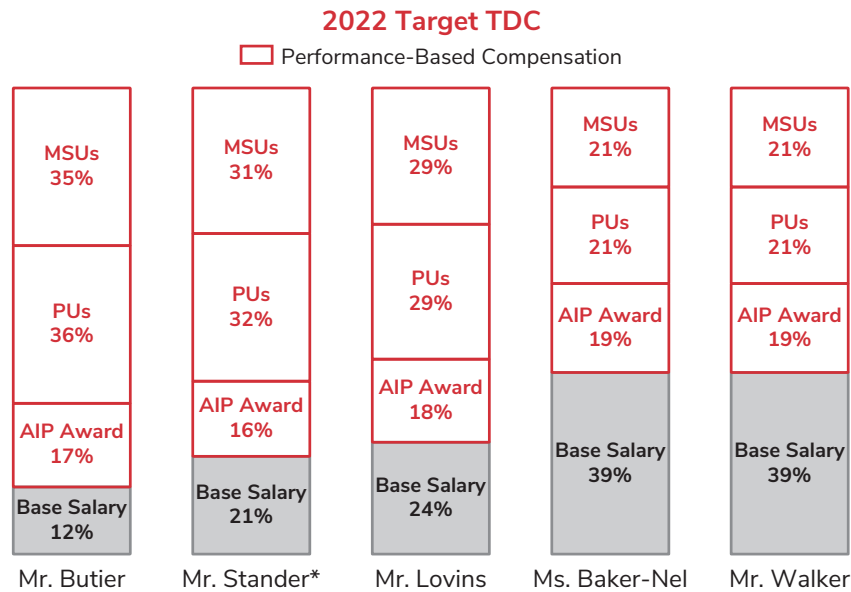 2022 Target TDC
Performance-Based Compensation
MSUs
35%
PUs
36%
AIP Award
17%
Base Salary
12%
MSUs
31%
PUs
32%
AIP Award
16%
Base Salary
21%
MSUs
29%
PUs
29%
AIP Award
18%
Base Salary
24%
MSUs
21%
PUs
21%
AIP Award
19%
Base Salary
39%
MSUs
21%
PUs
21%
AIP Award
19%
Base Salary
39%
Mr. Butier
Mr. Stander*
Mr. Lovins
Ms. Baker-Nel
Mr. Walker